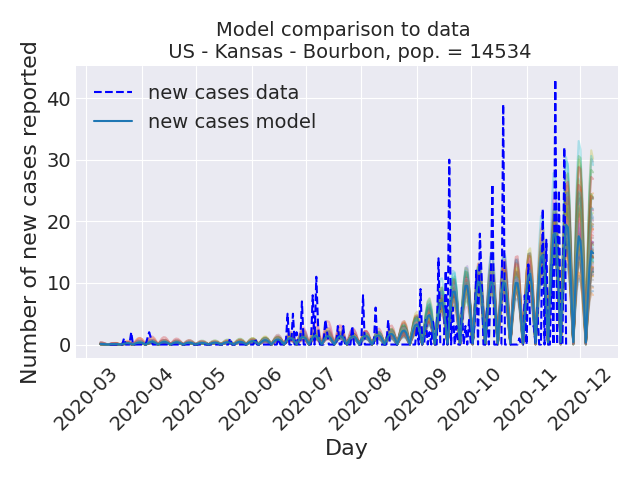 Model comparison to data
US - Kansas - Bourbon, pop. = 14534
Number of new cases reported
40
30
20
10
0
new cases data
new cases model
2020-03
2020-04
2020-05
2020-06
2020-07
2020-08
2020-09
2020-10
2020-11
2020-12
Day